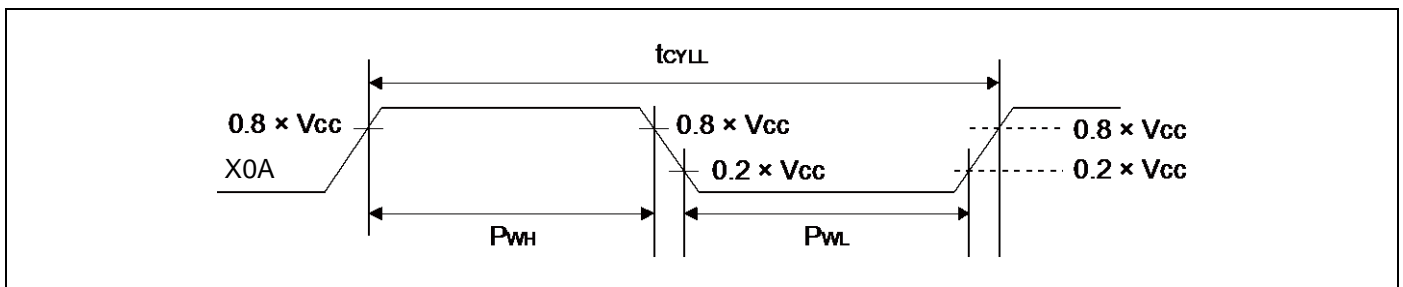 tCYLL
0.8 × Vcc
0.8 × Vcc
0.8 × Vcc
X0A
0.2 × Vcc
0.2 × Vcc
PWH
PWL